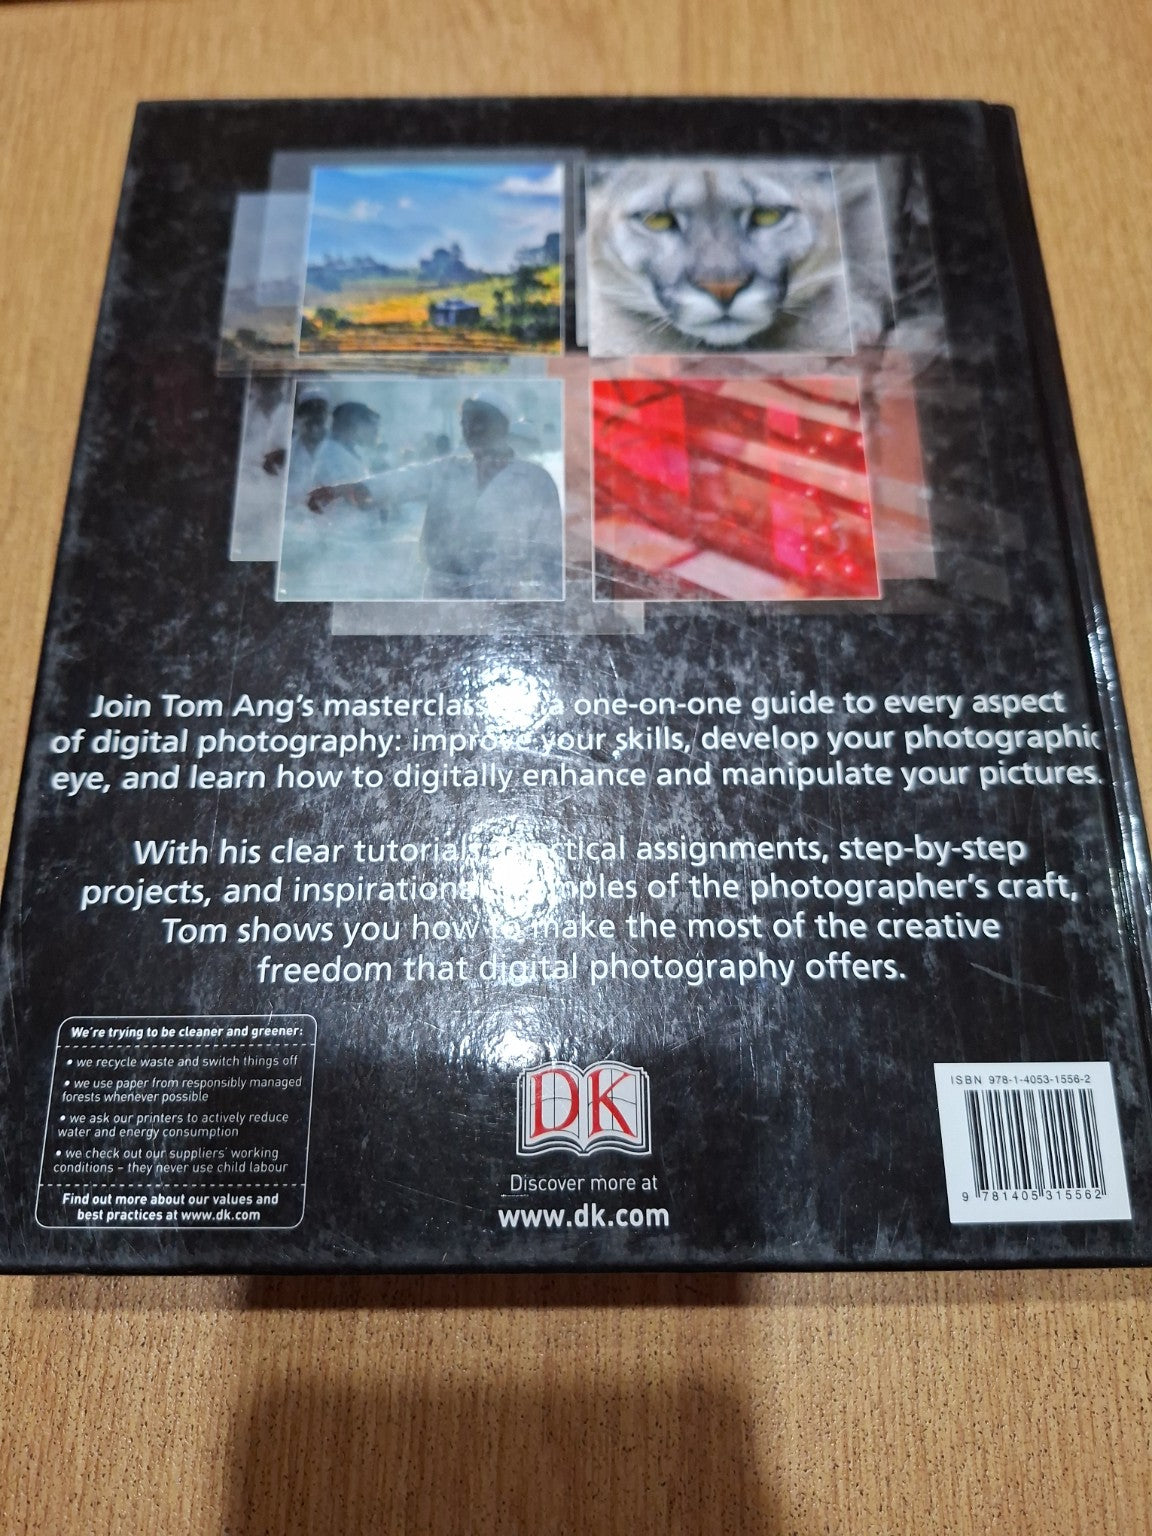 Join Tom Ang's masterclass a one-on-one guide to every aspect
of digital photography: improve your skills, develop your photographic
eye, and learn how to digitally enhance and manipulate your pictures.
With his clear tutorials, practical assignments, step-by-step
projects, and inspirational examples of the photographer's craft,
Tom shows you how to make the most of the creative
freedom that digital photography offers.
We're trying to be cleaner and greener:
• we recycle waste and switch things off
• we use paper from responsibly managed
forests whenever possible
• we ask our printers to actively reduce
water and energy consumption
• we check out our suppliers' working
conditions – they never use child labour
Find out more about our values and
best practices at www.dk.com
DK
Discover more at
www.dk.com
ISBN 978-1-4053-1556-2
9 781405 315562